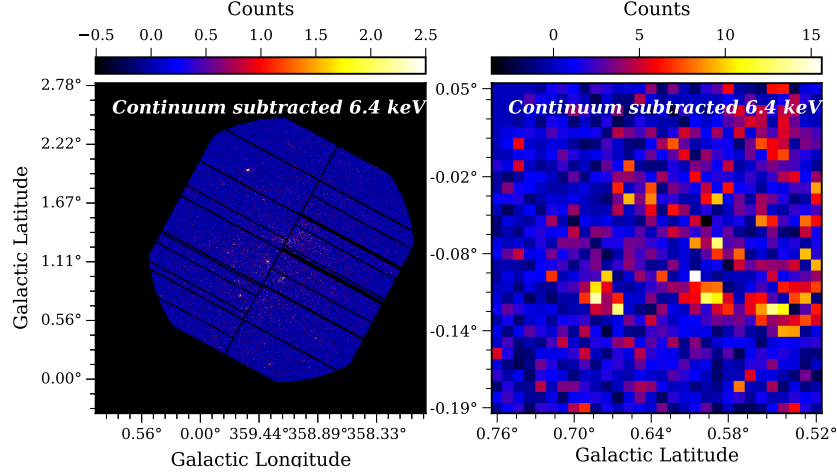 Counts
−0.5 0.0 0.5 1.0 1.5 2.0 2.5
Continuum subtracted 6.4 keV
2.78°
2.22°
1.67°
1.11°
0.56°
0.00°
Galactic Latitude
0.56° 0.00° 359.44° 358.89° 358.33°
Galactic Longitude
Counts
0 5 10 15
Continuum subtracted 6.4 keV
0.05°
-0.02°
-0.08°
-0.14°
-0.19°
0.76° 0.70° 0.64° 0.58° 0.52°
Galactic Latitude